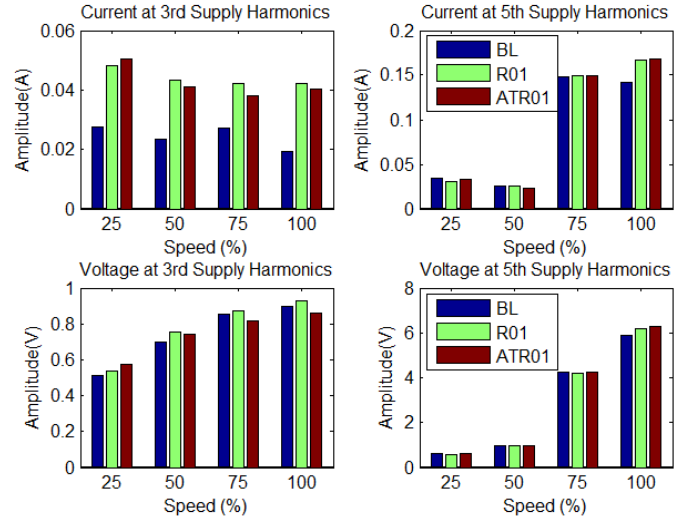 Current at 3rd Supply Harmonics
Amplitude(A)
0.06
0.04
0.02
0
25 50 75 100
Speed (%)
Current at 5th Supply Harmonics
Amplitude(A)
0.2
0.15
0.1
0.05
0
BL
R01
ATR01
25 50 75 100
Speed (%)
Voltage at 3rd Supply Harmonics
Amplitude(V)
1
0.8
0.6
0.4
0.2
0
25 50 75 100
Speed (%)
Voltage at 5th Supply Harmonics
Amplitude(V)
8
6
4
2
0
BL
R01
ATR01
25 50 75 100
Speed (%)